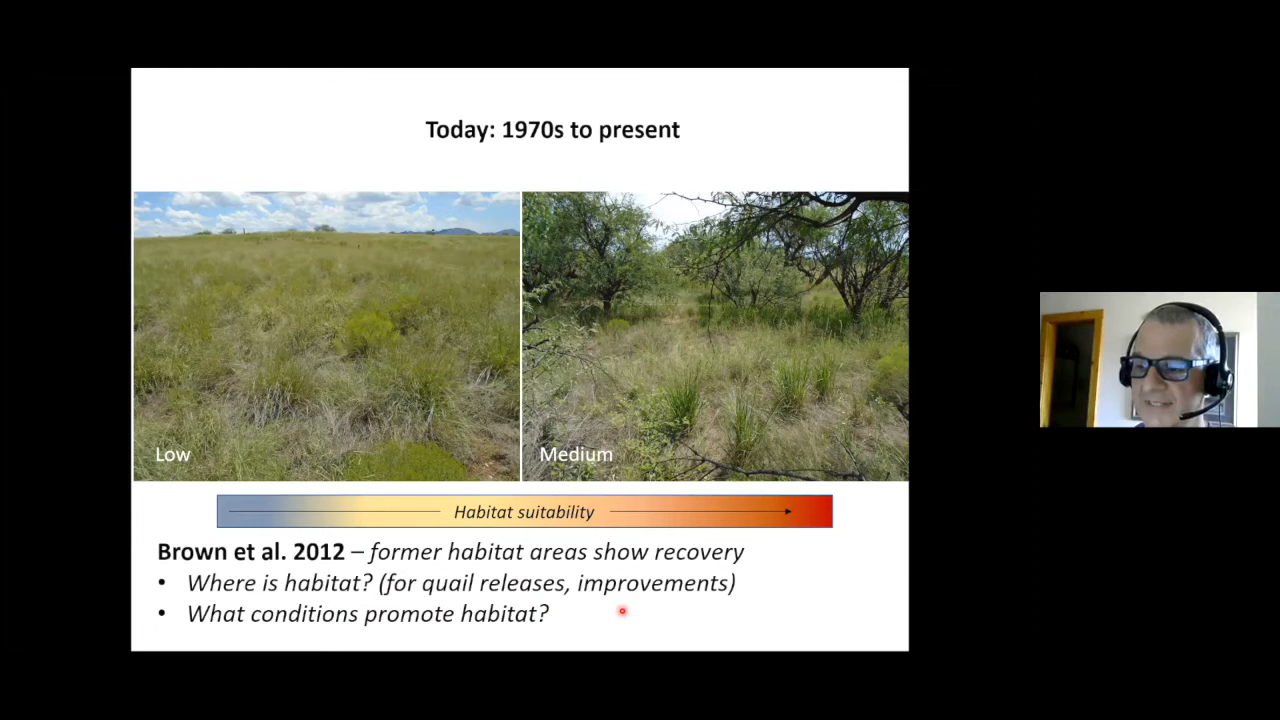 Today: 1970s to present
Low
Medium
Habitat suitability
Brown et al. 2012 – former habitat areas show recovery
• Where is habitat? (for quail releases, improvements)
• What conditions promote habitat?